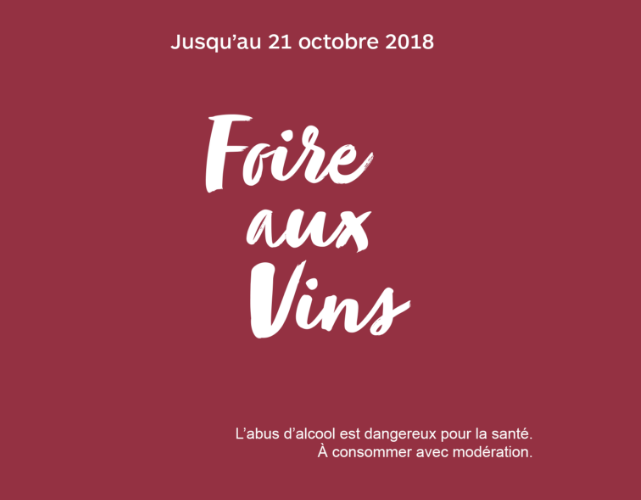 Jusqu’au 21 octobre 2018
Foire
aux
Vins
L’abus d’alcool est dangereux pour la santé.
À consommer avec modération.